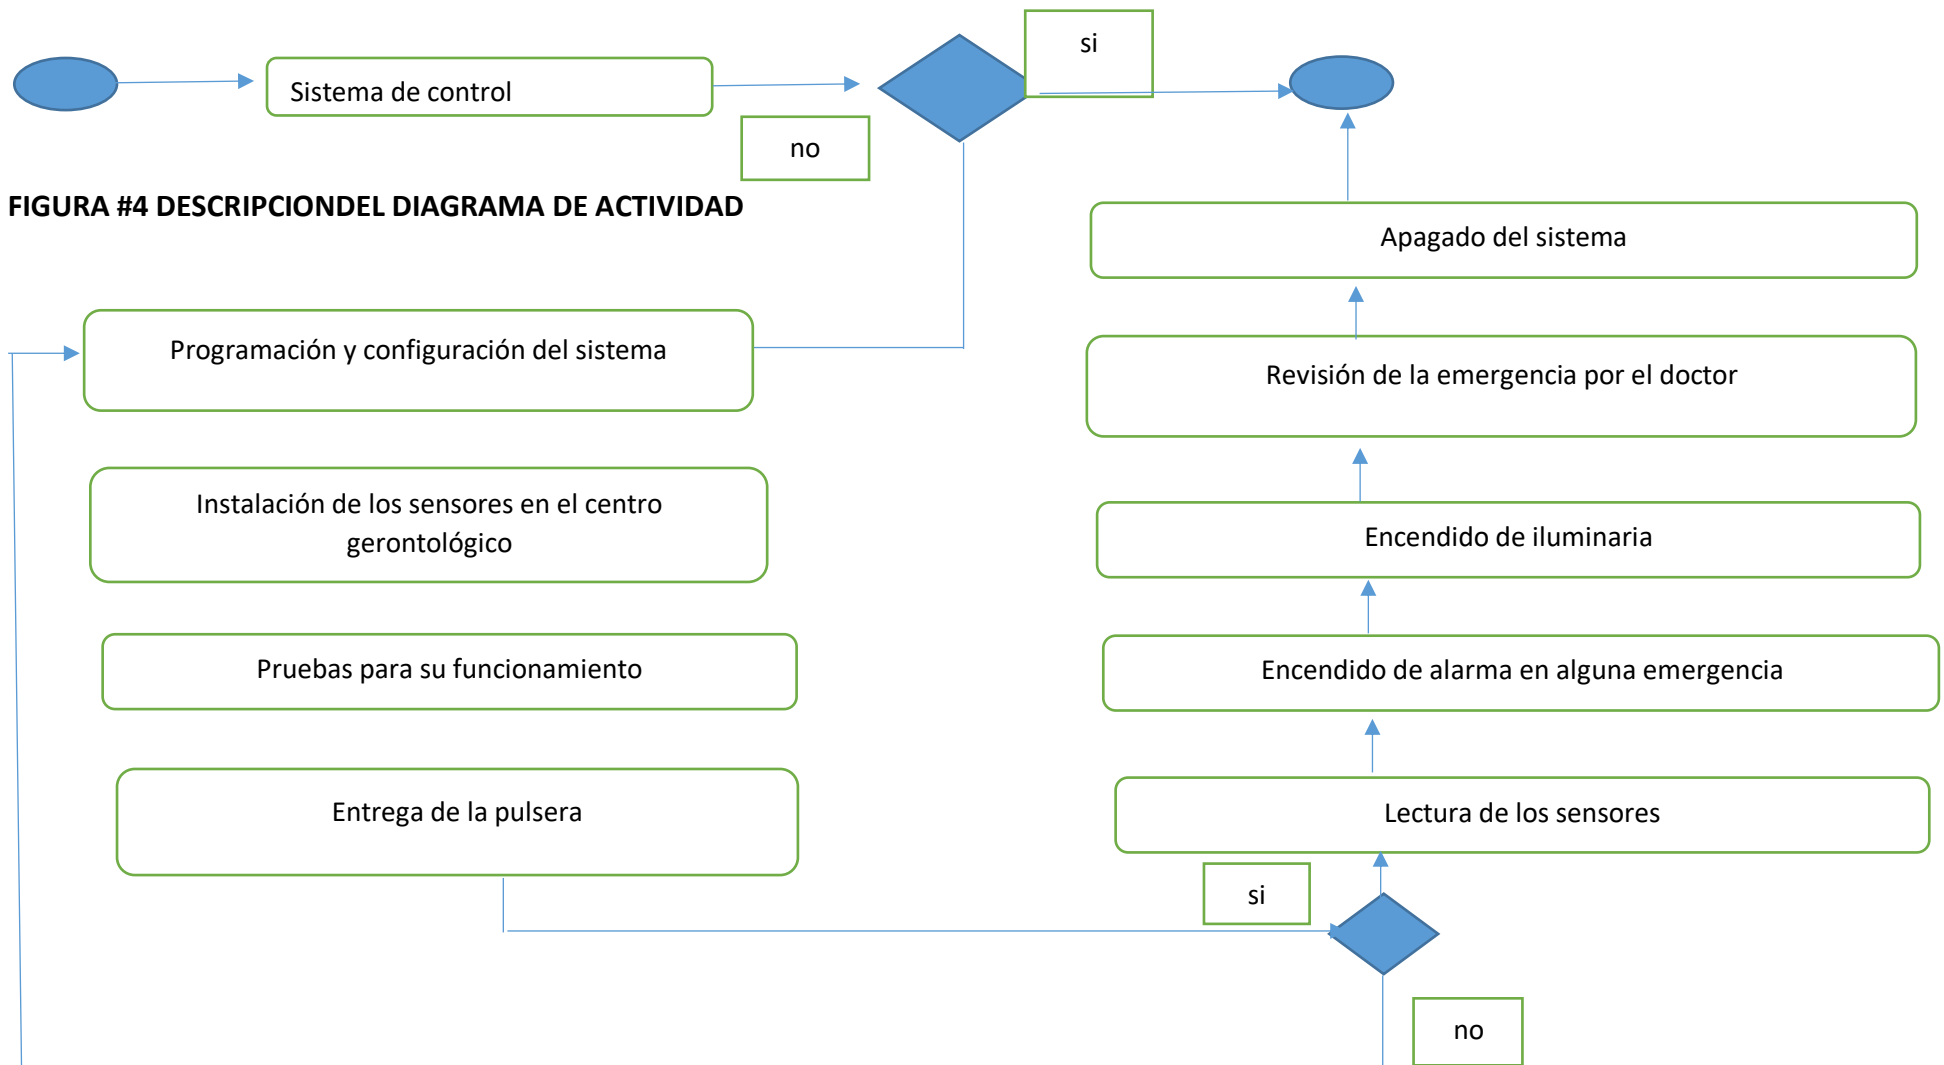 si
Sistema de control
no
FIGURA #4 DESCRIPCIONDEL DIAGRAMA DE ACTIVIDAD
Apagado del sistema
Programación y configuración del sistema
Revisión de la emergencia por el doctor
Instalación de los sensores en el centro
gerontológico
Encendido de iluminaria
Pruebas para su funcionamiento
Encendido de alarma en alguna emergencia
Entrega de la pulsera
Lectura de los sensores
si
no